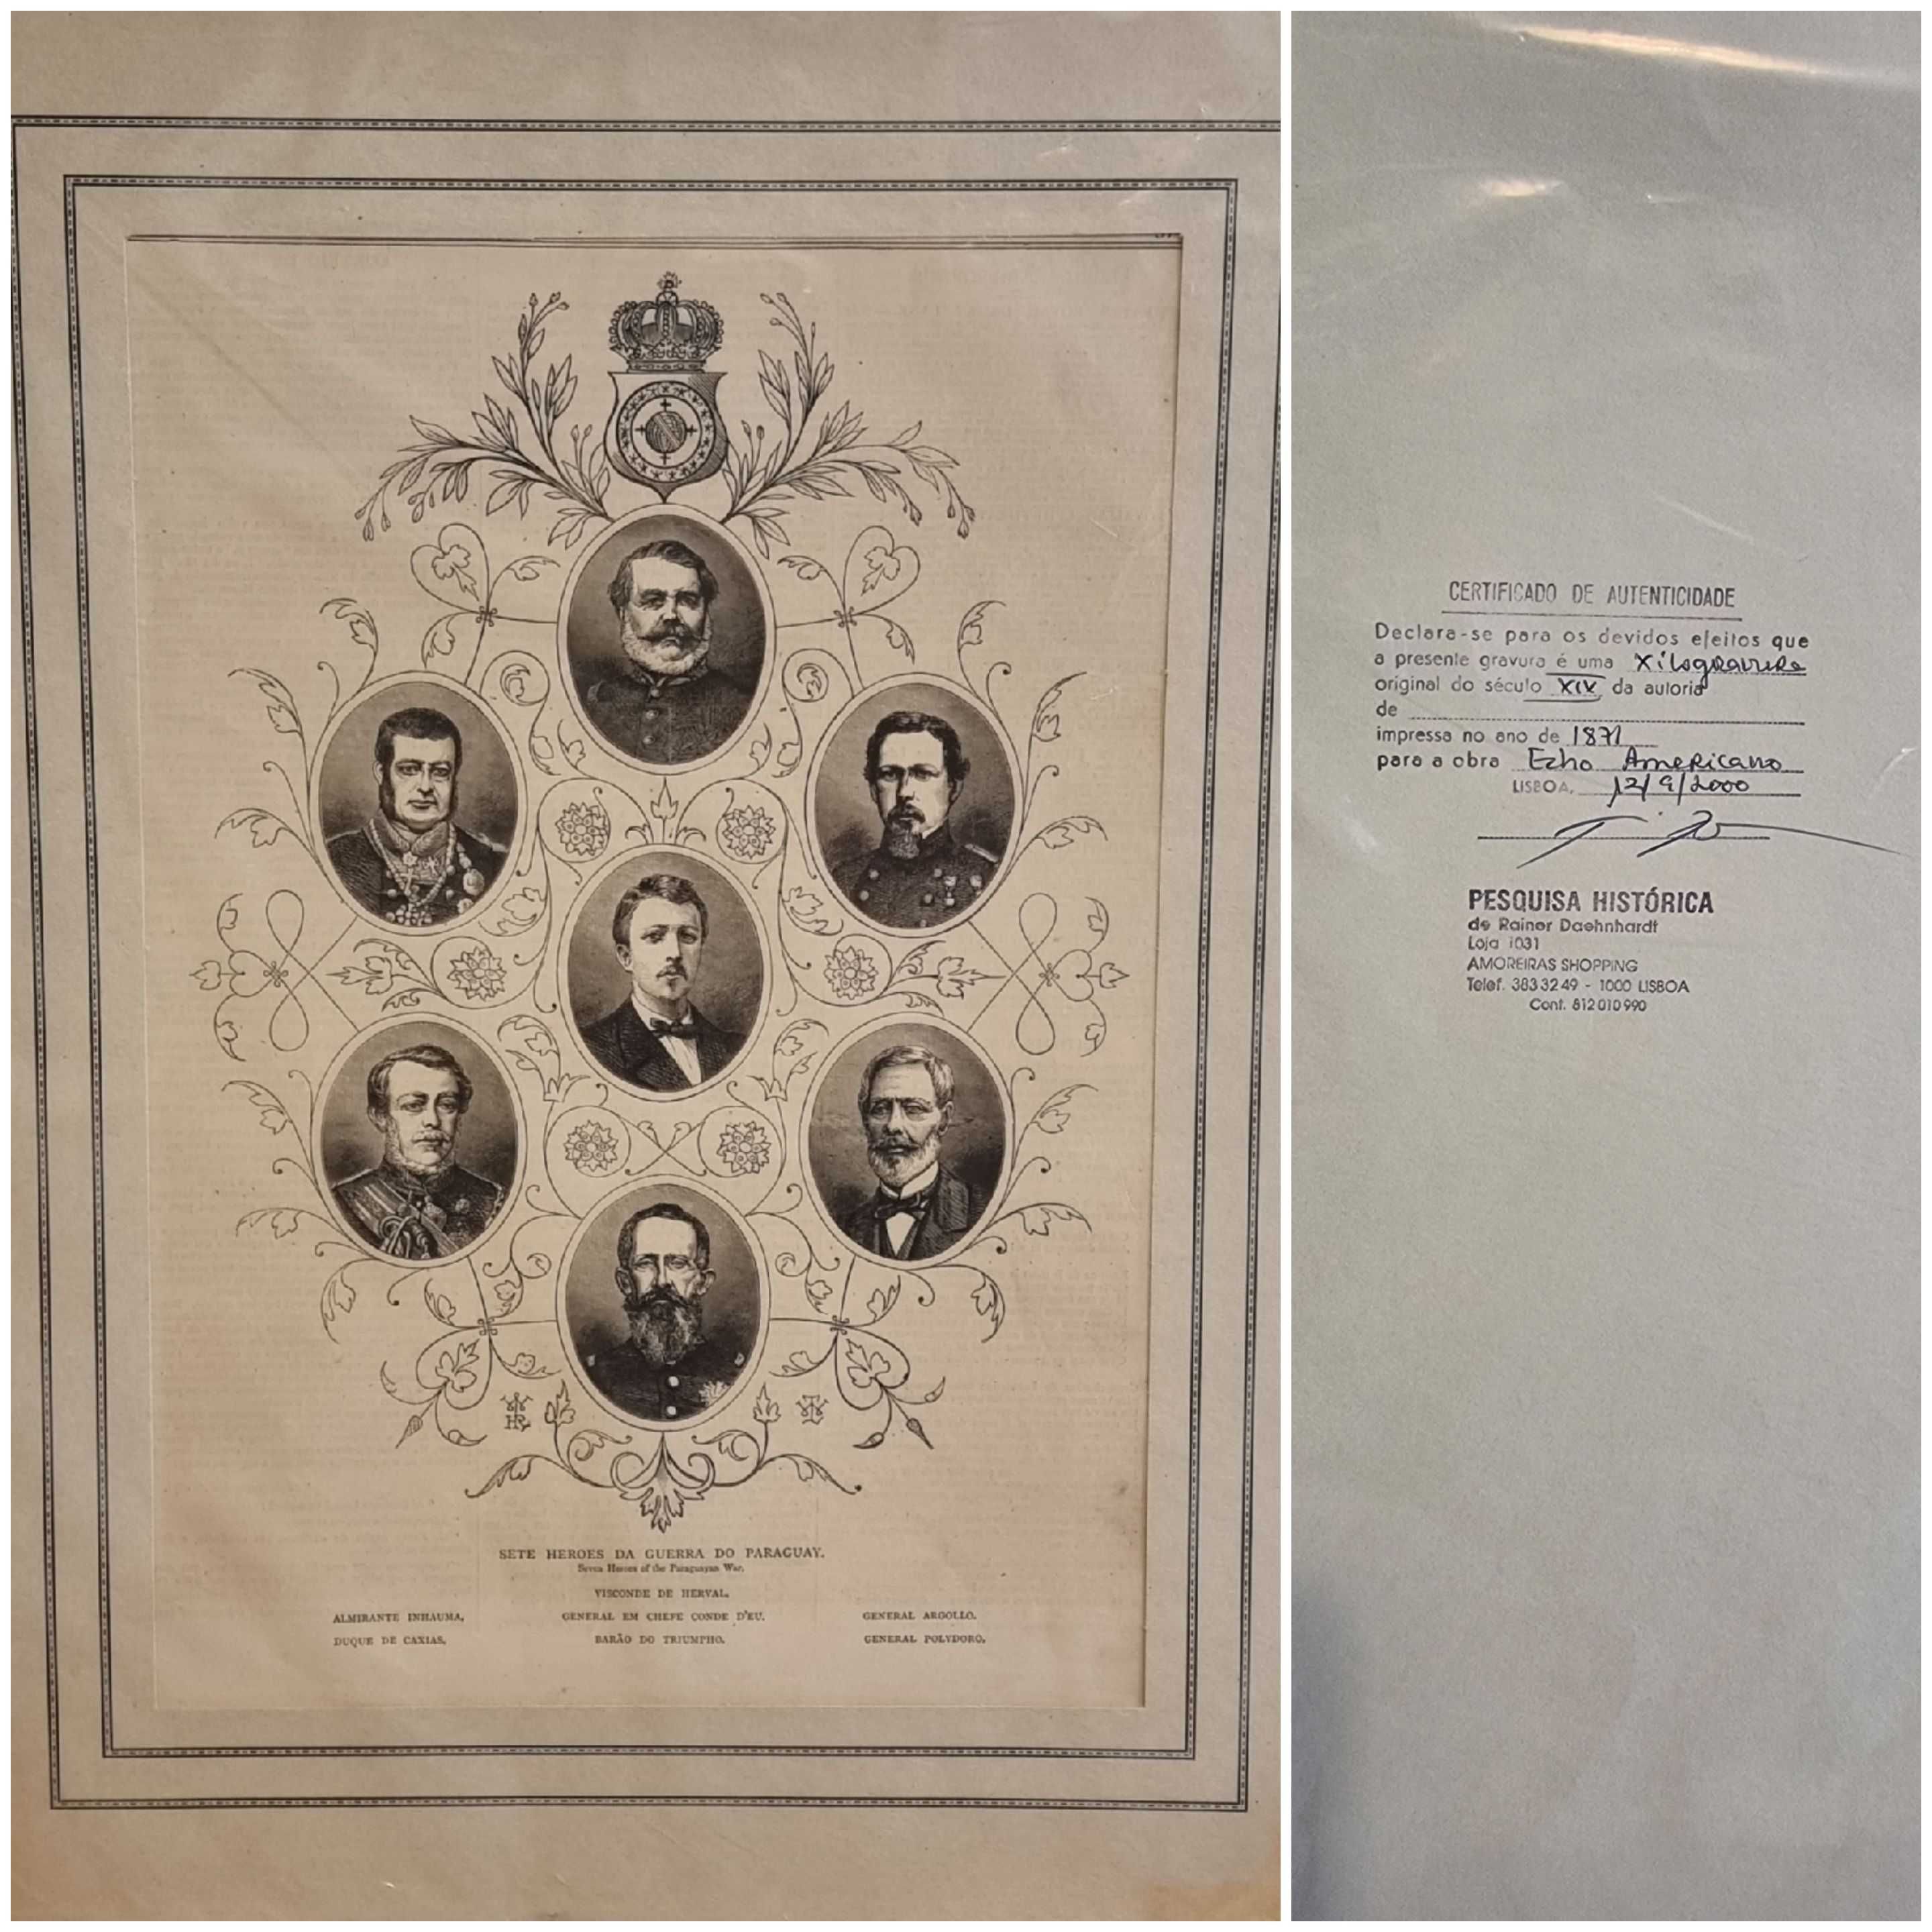 SETE HEROES DA GUERRA DO PARAGUAY.
Seven Heroes of the Paraguayan War.
VISCONDE DE HERVAL.
ALMIRANTE INHAUMA. GENERAL EM CHEFE CONDE D'EU. GENERAL ARGOLLO.
DUQUE DE CAXIAS. BARÃO DO TRIUMPHO. GENERAL POLYDORO.
CERTIFICADO DE AUTENTICIDADE
Declara-se para os devidos efeitos que
a presente gravura é uma Xilogravura
original do século XIX da autoria
de
impressa no ano de 1871
para a obra Echo Americano
LISBOA, 12/9/2000
PESQUISA HISTÓRICA
de Rainer Daehnhardt
Loja 1031
AMOREIRAS SHOPPING
Telef. 383 32 49 - 1000 LISBOA
Cont. 812 010 990